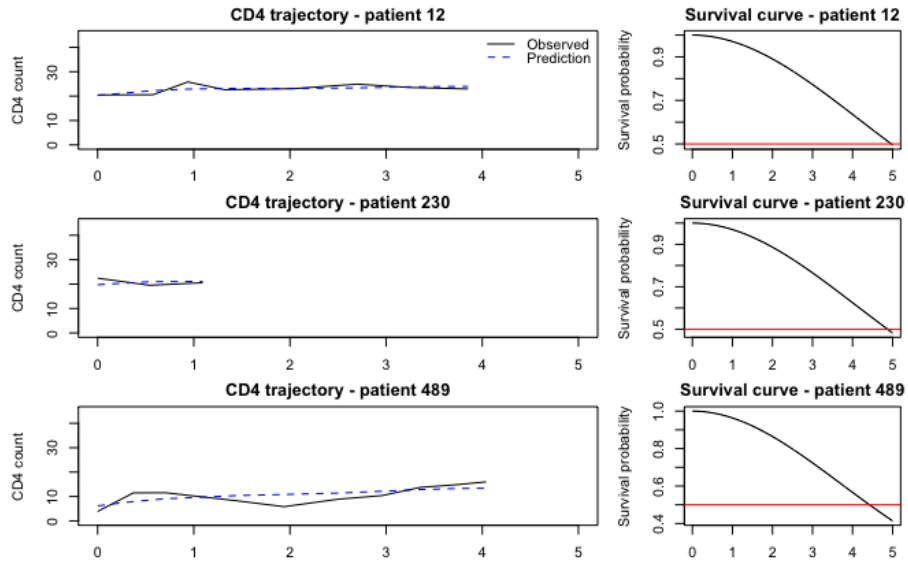 CD4 trajectory - patient 12
CD4 count
0 10 30
Observed
Prediction
0 1 2 3 4 5
Survival curve - patient 12
Survival probability
0.5 0.7 0.9
0 1 2 3 4 5
CD4 trajectory - patient 230
CD4 count
0 10 30
0 1 2 3 4 5
Survival curve - patient 230
Survival probability
0.5 0.7 0.9
0 1 2 3 4 5
CD4 trajectory - patient 489
CD4 count
0 10 30
0 1 2 3 4 5
Survival curve - patient 489
Survival probability
0.4 0.6 0.8 1.0
0 1 2 3 4 5